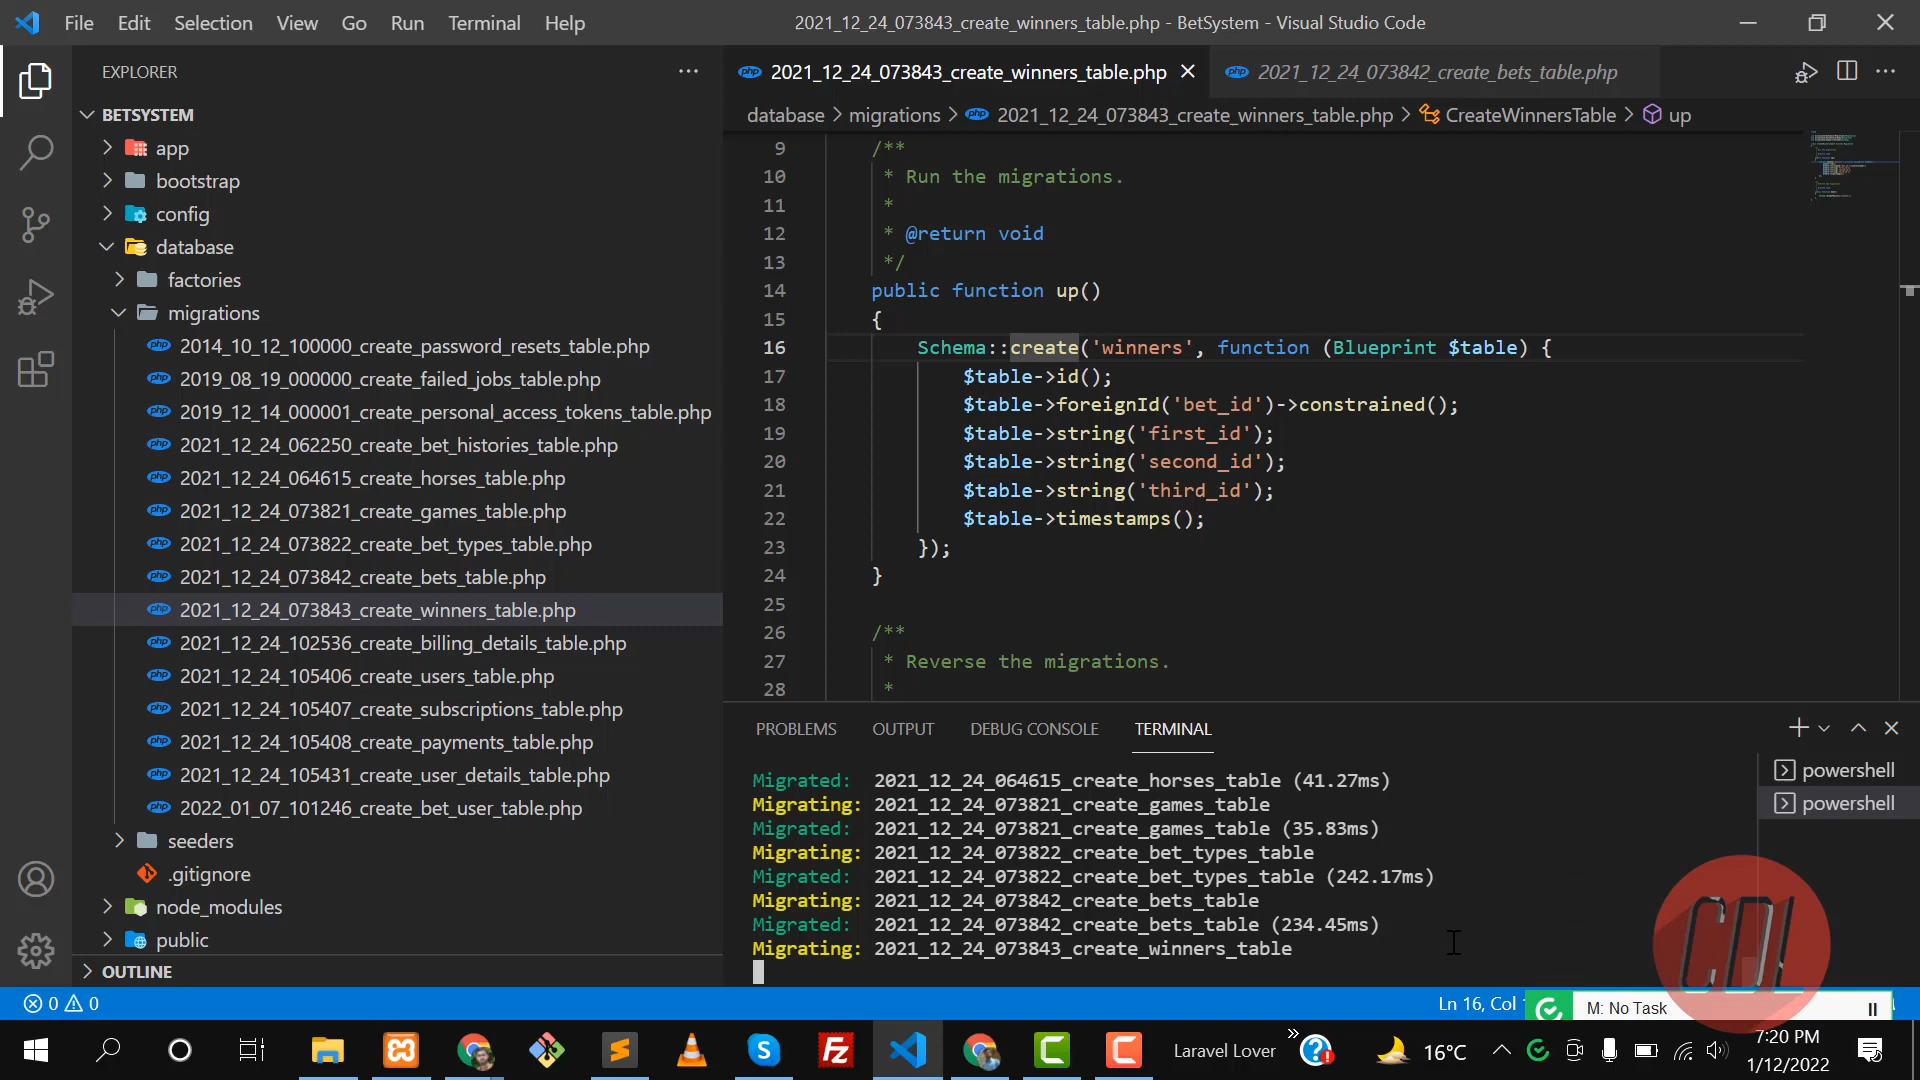 File Edit Selection View Go Run Terminal Help
2021_12_24_073843_create_winners_table.php - BetSystem - Visual Studio Code
EXPLORER
BETSYSTEM
app
bootstrap
config
database
factories
migrations
2014_10_12_100000_create_password_resets_table.php
2019_08_19_000000_create_failed_jobs_table.php
2019_12_14_000001_create_personal_access_tokens_table.php
2021_12_24_062250_create_bet_histories_table.php
2021_12_24_064615_create_horses_table.php
2021_12_24_073821_create_games_table.php
2021_12_24_073822_create_bet_types_table.php
2021_12_24_073842_create_bets_table.php
2021_12_24_073843_create_winners_table.php
2021_12_24_102536_create_billing_details_table.php
2021_12_24_105406_create_users_table.php
2021_12_24_105407_create_subscriptions_table.php
2021_12_24_105408_create_payments_table.php
2021_12_24_105431_create_user_details_table.php
2022_01_07_101246_create_bet_user_table.php
seeders
.gitignore
node_modules
public
OUTLINE
2021_12_24_073843_create_winners_table.php
2021_12_24_073842_create_bets_table.php
database > migrations > 2021_12_24_073843_create_winners_table.php > CreateWinnersTable > up
9 /**
10 * Run the migrations.
11 *
12 * @return void
13 */
14 public function up()
15 {
16 Schema::create('winners', function (Blueprint $table) {
17 $table->id();
18 $table->foreignId('bet_id')->constrained();
19 $table->string('first_id');
20 $table->string('second_id');
21 $table->string('third_id');
22 $table->timestamps();
23 });
24 }
25
26 /**
27 * Reverse the migrations.
28 *
PROBLEMS OUTPUT DEBUG CONSOLE TERMINAL
Migrated: 2021_12_24_064615_create_horses_table (41.27ms)
Migrating: 2021_12_24_073821_create_games_table
Migrated: 2021_12_24_073821_create_games_table (35.83ms)
Migrating: 2021_12_24_073822_create_bet_types_table
Migrated: 2021_12_24_073822_create_bet_types_table (242.17ms)
Migrating: 2021_12_24_073842_create_bets_table
Migrated: 2021_12_24_073842_create_bets_table (234.45ms)
Migrating: 2021_12_24_073843_create_winners_table
powershell
powershell
CDL
0 0
Ln 16, Col
M: No Task
Laravel Lover
16°C
7:20 PM
1/12/2022